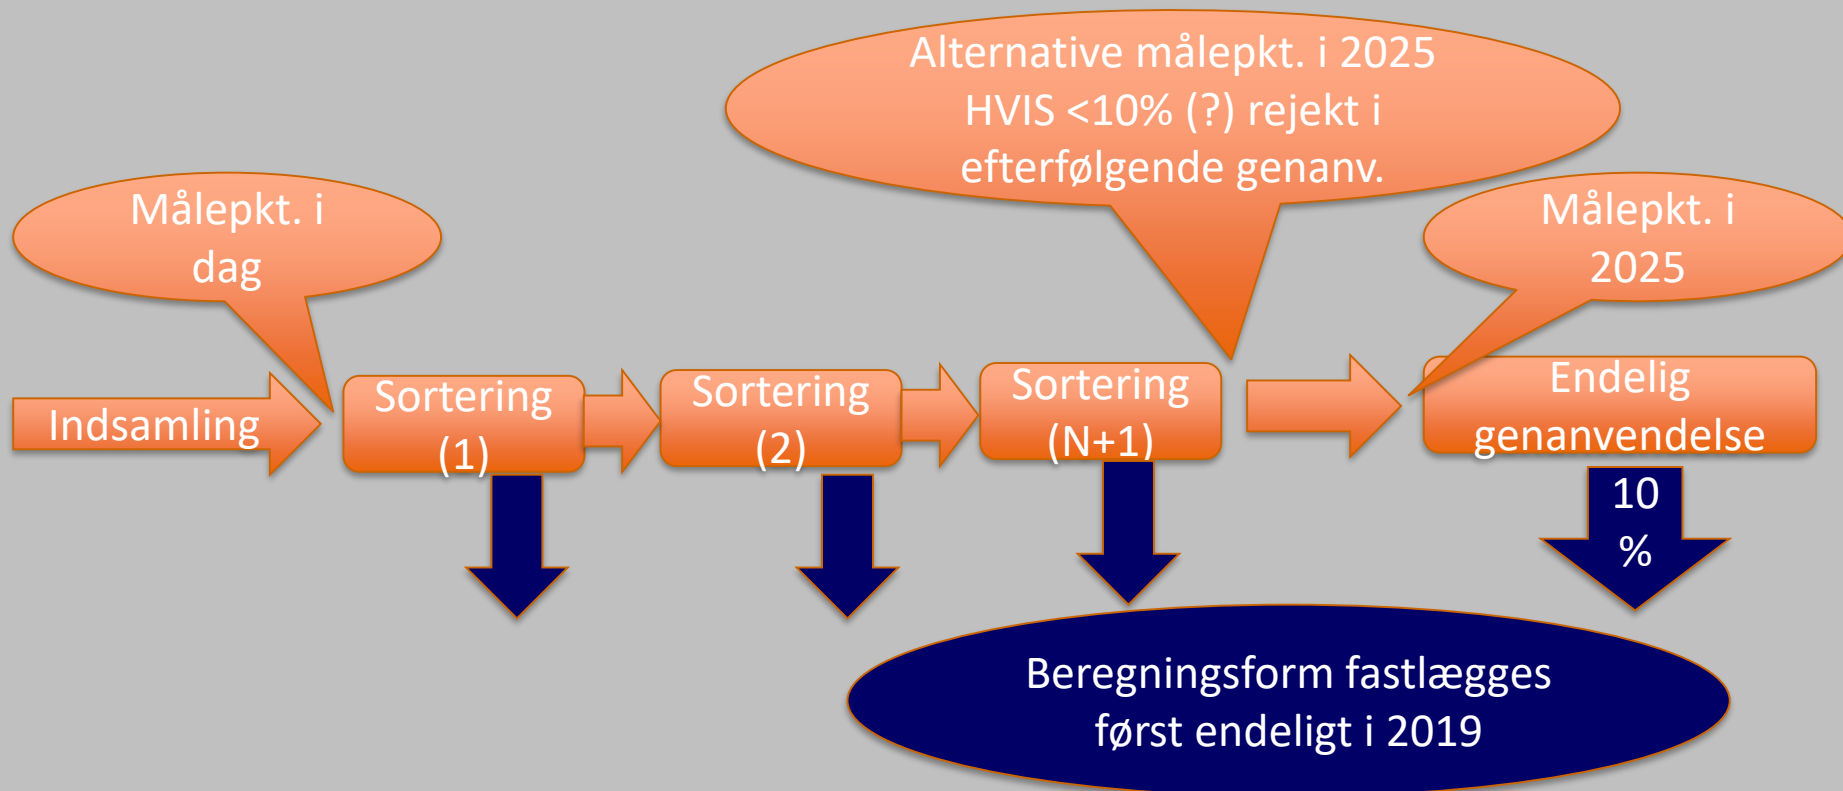 Alternative målepkt. i 2025
HVIS <10% (?) rejekt i
efterfølgende genanv.
Målepkt. i
dag
Målepkt. i
2025
Indsamling
Sortering
(1)
Sortering
(2)
Sortering
(N+1)
Endelig
genanvendelse
10
%
Beregningsform fastlægges
først endeligt i 2019